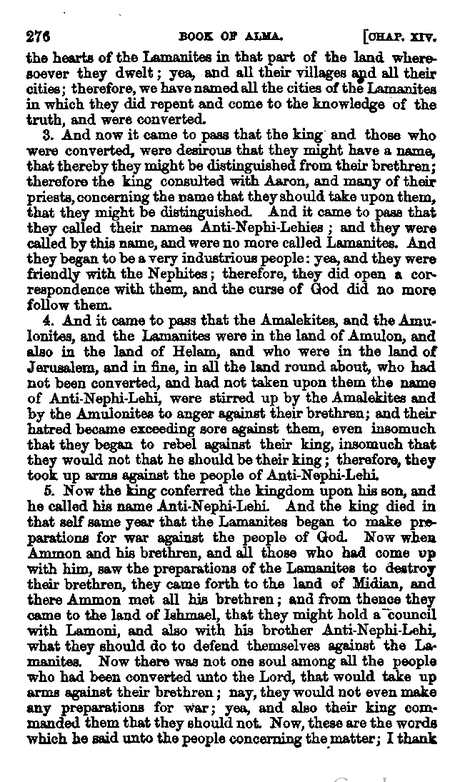 276 BOOK OF ALMA. [CHAP. XIV.
the hearts of the Lamanites in that part of the land where-
soever they dwelt; yea, and all their villages and all their
cities; therefore, we have named all the cities of the Lamanites
in which they did repent and come to the knowledge of the
truth, and were converted.
3. And now it came to pass that the king and those who
were converted, were desirous that they might have a name,
that thereby they might be distinguished from their brethren;
therefore the king consulted with Aaron, and many of their
priests, concerning the name that they should take upon them,
that they might be distinguished. And it came to pass that
they called their names Anti-Nephi-Lehies; and they were
called by this name, and were no more called Lamanites. And
they began to be a very industrious people: yea, and they were
friendly with the Nephites; therefore, they did open a cor-
respondence with them, and the curse of God did no more
follow them.
4. And it came to pass that the Amalekites, and the Amu-
lonites, and the Lamanites were in the land of Amulon, and
also in the land of Helam, and who were in the land of
Jerusalem, and in fine, in all the land round about, who had
not been converted, and had not taken upon them the name
of Anti-Nephi-Lehi, were stirred up by the Amalekites and
by the Amulonites to anger against their brethren; and their
hatred became exceeding sore against them, even insomuch
that they began to rebel against their king, insomuch that
they would not that he should be their king; therefore, they
took up arms against the people of Anti-Nephi-Lehi.
5. Now the king conferred the kingdom upon his son, and
he called his name Anti-Nephi-Lehi. And the king died in
that self same year that the Lamanites began to make pre-
parations for war against the people of God. Now when
Ammon and his brethren, and all those who had come up
with him, saw the preparations of the Lamanites to destroy
their brethren, they came forth to the land of Midian, and
there Ammon met all his brethren; and from thence they
came to the land of Ishmael, that they might hold a council
with Lamoni, and also with his brother Anti-Nephi-Lehi,
what they should do to defend themselves against the La-
manites. Now there was not one soul among all the people
who had been converted unto the Lord, that would take up
arms against their brethren; nay, they would not even make
any preparations for war; yea, and also their king com-
manded them that they should not. Now, these are the words
which he said unto the people concerning the matter; I thank